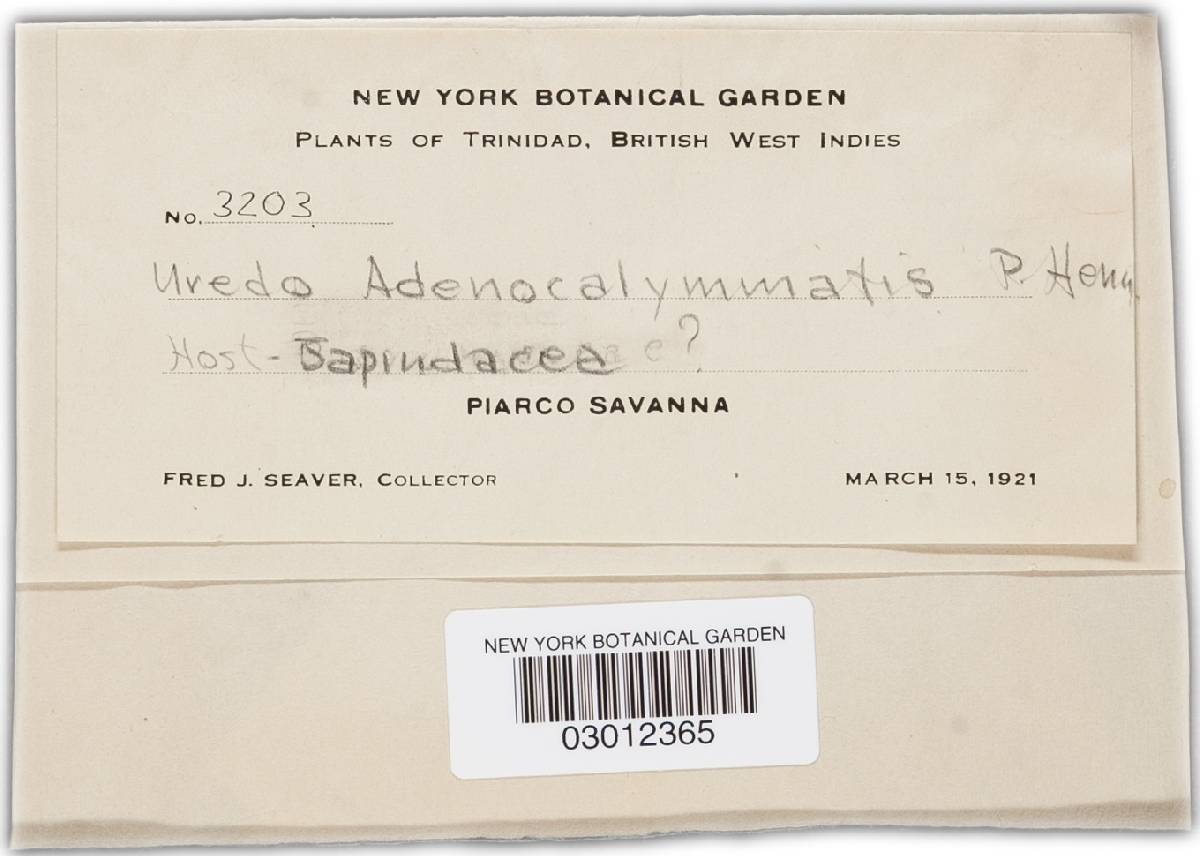 NEW YORK BOTANICAL GARDEN
PLANTS OF TRINIDAD, BRITISH WEST INDIES
No. 3203
Uredo Adenocalymmatis P. Henn.
Host- Sapindaceae ?
PIARCO SAVANNA
FRED J. SEAVER, COLLECTOR MARCH 15, 1921
NEW YORK BOTANICAL GARDEN
03012365